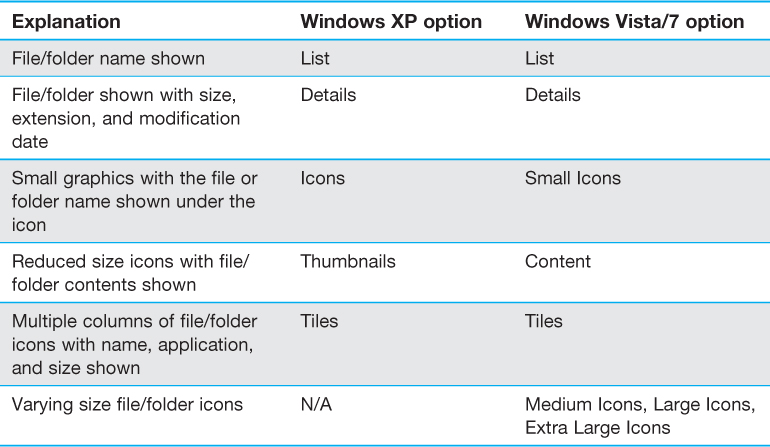 Explanation Windows XP option Windows Vista/7 option
File/folder name shown List List
File/folder shown with size, Details Details
extension, and modification
date
Small graphics with the file or Icons Small Icons
folder name shown under the
icon
Reduced size icons with file/ Thumbnails Content
folder contents shown
Multiple columns of file/folder Tiles Tiles
icons with name, application,
and size shown
Varying size file/folder icons N/A Medium Icons, Large Icons,
Extra Large Icons